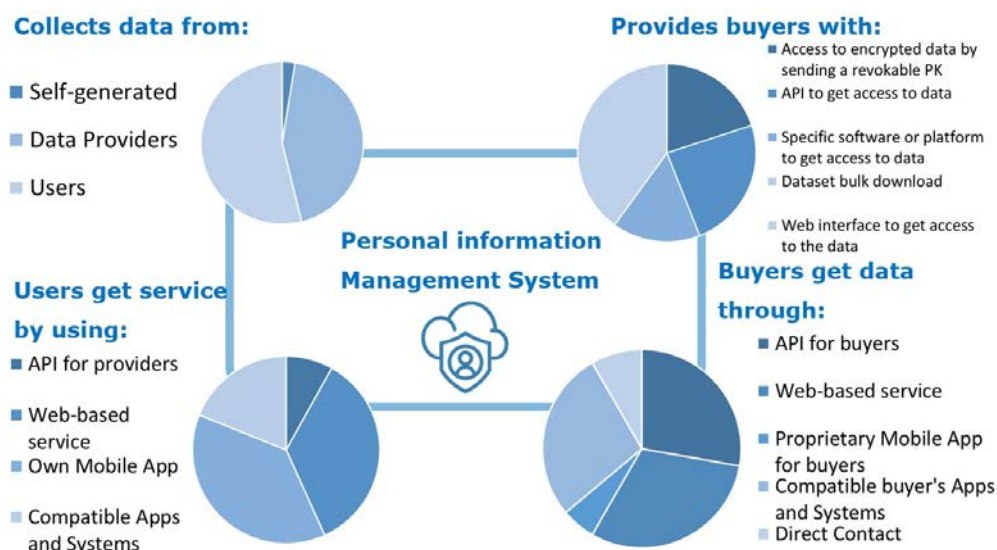 Collects data from:
Self-generated
Data Providers
Users
Provides buyers with:
Access to encrypted data by
sending a revokable PK
API to get access to data
Specific software or platform
to get access to data
Dataset bulk download
Web interface to get access
to the data
Personal information
Management System
Users get service
by using:
API for providers
Web-based
service
Own Mobile App
Compatible Apps
and Systems
Buyers get data
through:
API for buyers
Web-based service
Proprietary Mobile App
for buyers
Compatible buyer's Apps
and Systems
Direct Contact